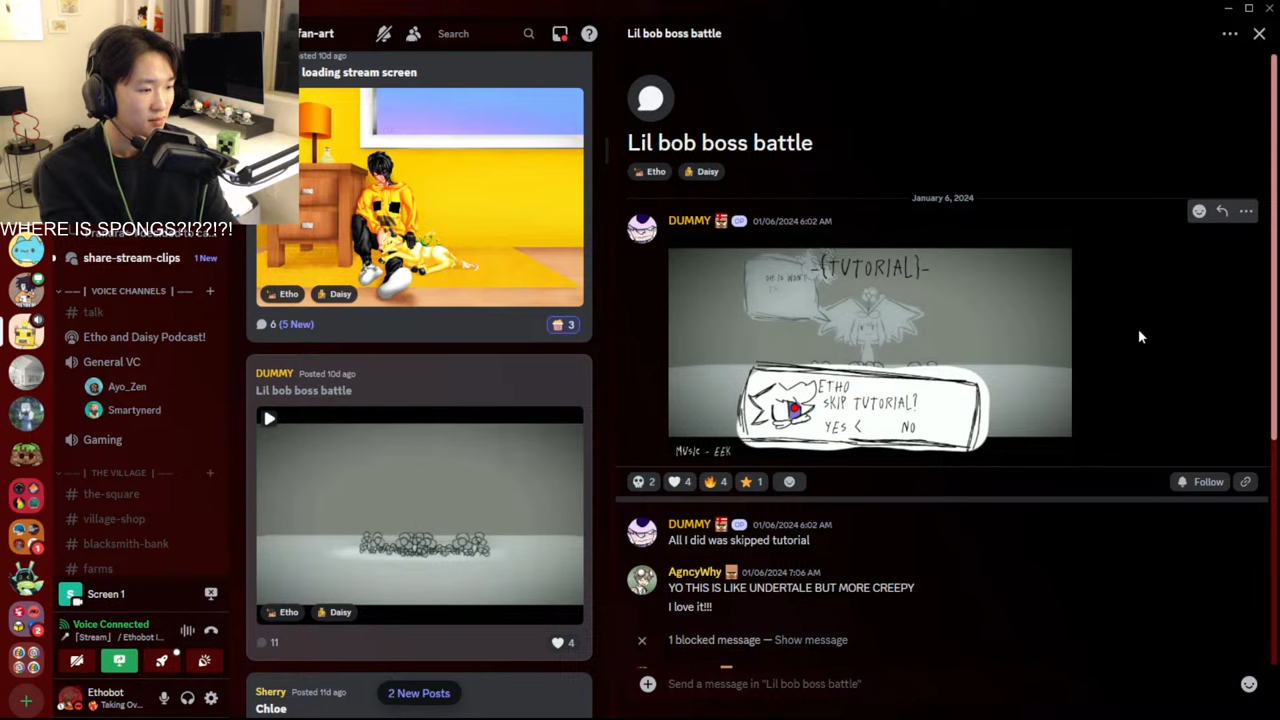 WHERE IS SPONGS?!??!?!
share-stream-clips
1 New
VOICE CHANNELS
talk
Etho and Daisy Podcast!
General VC
Ayo_Zen
Smartynerd
Gaming
THE VILLAGE
the-square
village-shop
blacksmith-bank
farms
Screen 1
Voice Connected
[Stream] / Ethobot I...
Ethobot
Taking Ov...
fan-art
Search
osted 10d ago
loading stream screen
Etho
Daisy
6 (5 New)
3
DUMMY Posted 10d ago
Lil bob boss battle
Etho
Daisy
11
4
Sherry Posted 11d ago
Chloe
2 New Posts
Lil bob boss battle
Lil bob boss battle
Etho
Daisy
January 6, 2024
DUMMY OP 01/06/2024 6:02 AM
-{TUTORIAL}-
ETHO
SKIP TUTORIAL?
YES < NO
MUSIC - EEK
2 4 4 1
Follow
DUMMY OP 01/06/2024 6:02 AM
All I did was skipped tutorial
AgncyWhy 01/06/2024 7:06 AM
YO THIS IS LIKE UNDERTALE BUT MORE CREEPY
I love it!!!
1 blocked message — Show message
Send a message in "Lil bob boss battle"